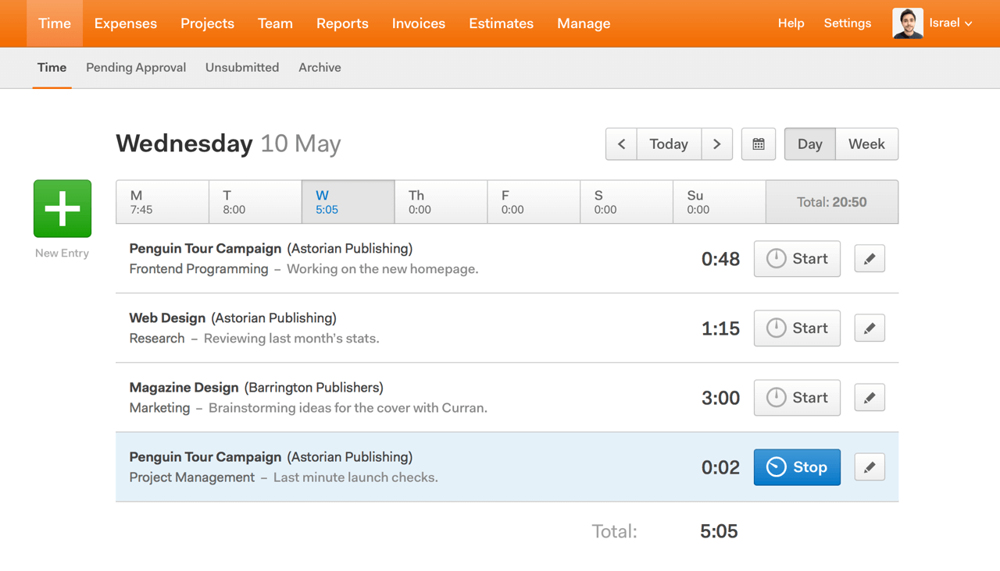 Time Expenses Projects Team Reports Invoices Estimates Manage Help Settings Israel
Time Pending Approval Unsubmitted Archive
Wednesday 10 May Today Day Week
M T W Th F S Su
7:45 8:00 5:05 0:00 0:00 0:00 0:00 Total: 20:50
New Entry
Penguin Tour Campaign (Astorian Publishing)
Frontend Programming – Working on the new homepage.
0:48 Start
Web Design (Astorian Publishing)
Research – Reviewing last month's stats.
1:15 Start
Magazine Design (Barrington Publishers)
Marketing – Brainstorming ideas for the cover with Curran.
3:00 Start
Penguin Tour Campaign (Astorian Publishing)
Project Management – Last minute launch checks.
0:02 Stop
Total: 5:05